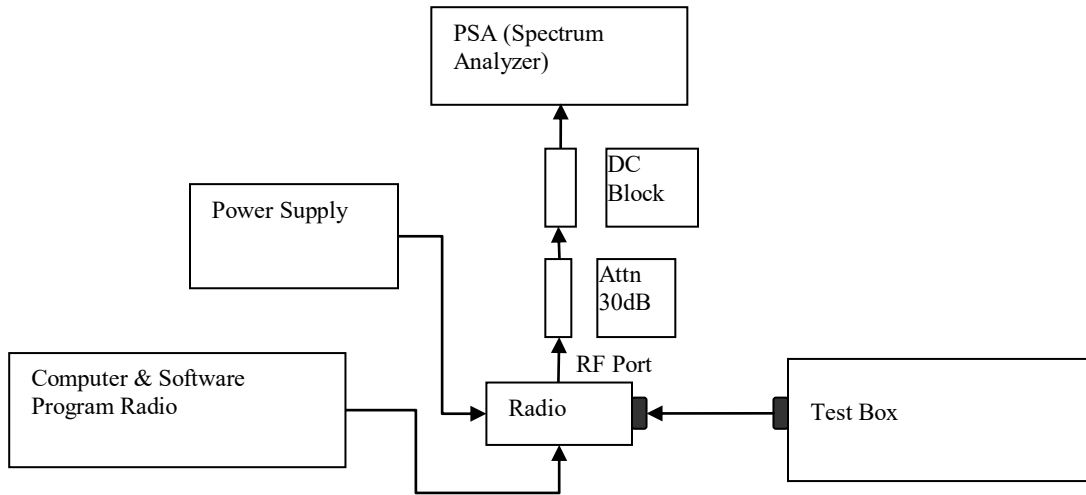 PSA (Spectrum
Analyzer)
DC
Block
Power Supply
Attn
30dB
RF Port
Computer & Software
Program Radio
Radio
Test Box